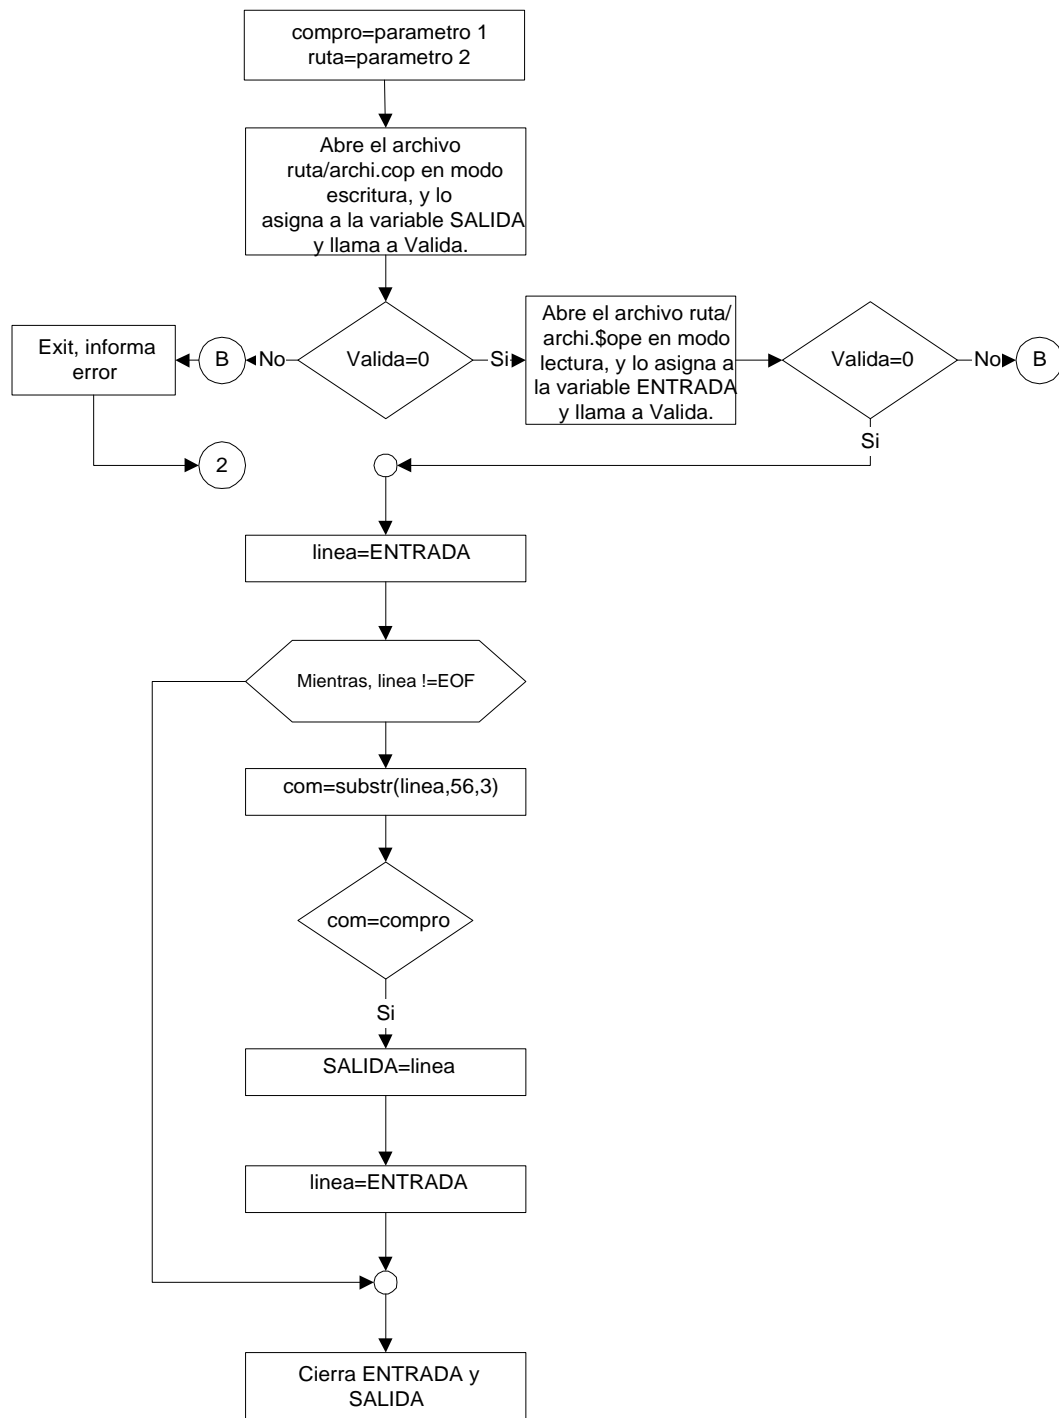 compro=parametro 1
ruta=parametro 2
Abre el archivo
ruta/archi.cop en modo
escritura, y lo
asigna a la variable SALIDA
y llama a Valida.
Exit, informa
error
B
No
Valida=0
Si
Abre el archivo ruta/
archi.$ope en modo
lectura, y lo asigna a
la variable ENTRADA
y llama a Valida.
Valida=0
No
B
Si
2
linea=ENTRADA
Mientras, linea !=EOF
com=substr(linea,56,3)
com=compro
Si
SALIDA=linea
linea=ENTRADA
Cierra ENTRADA y
SALIDA